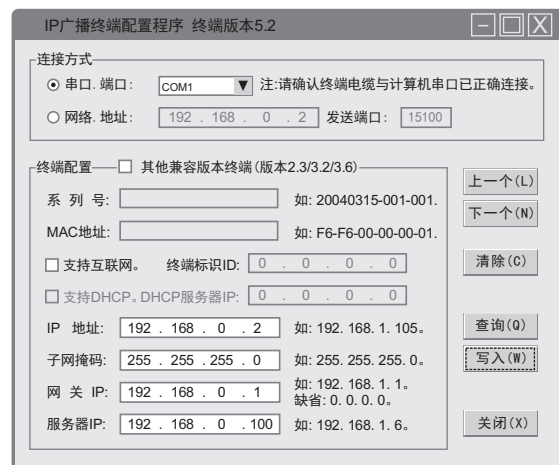 IP广播终端配置程序 终端版本5.2
连接方式
串口. 端口: COM1 注:请确认终端电缆与计算机串口已正确连接。
网络. 地址: 192 . 168 . 0 . 2 发送端口: 15100
终端配置 其他兼容版本终端(版本2.3/3.2/3.6)
上一个(L)
系 列 号: 如: 20040315-001-001.
下一个(N)
MAC地址: 如: F6-F6-00-00-00-01.
支持互联网。 终端标识ID: 0 . 0 . 0 . 0
清除(C)
支持DHCP。DHCP服务器IP: 0 . 0 . 0 . 0
IP 地址: 192 . 168 . 0 . 2 如: 192. 168. 1. 105。
查询(Q)
子网掩码: 255 . 255 . 255 . 0 如: 255. 255. 255. 0。
写入(W)
网 关 IP: 192 . 168 . 0 . 1 如: 192. 168. 1. 1。
缺省: 0. 0. 0. 0。
服务器IP: 192 . 168 . 0 . 100 如: 192. 168. 1. 6。
关闭(X)